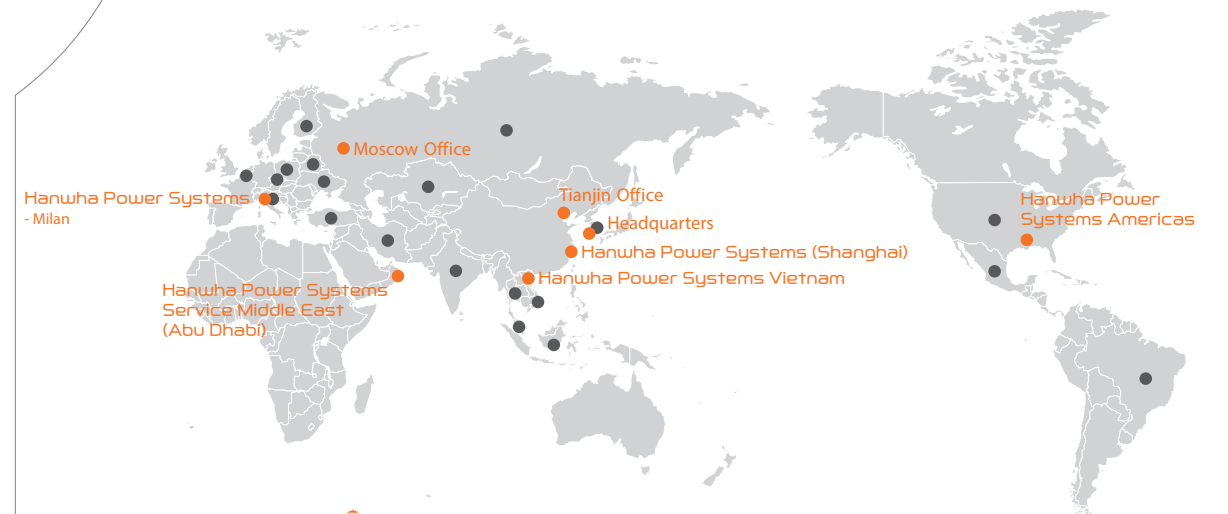 Moscow Office
Hanwha Power Systems
- Milan
Tianjin Office
Headquarters
Hanwha Power Systems (Shanghai)
Hanwha Power Systems Vietnam
Hanwha Power Systems
Service Middle East
(Abu Dhabi)
Hanwha Power
Systems Americas